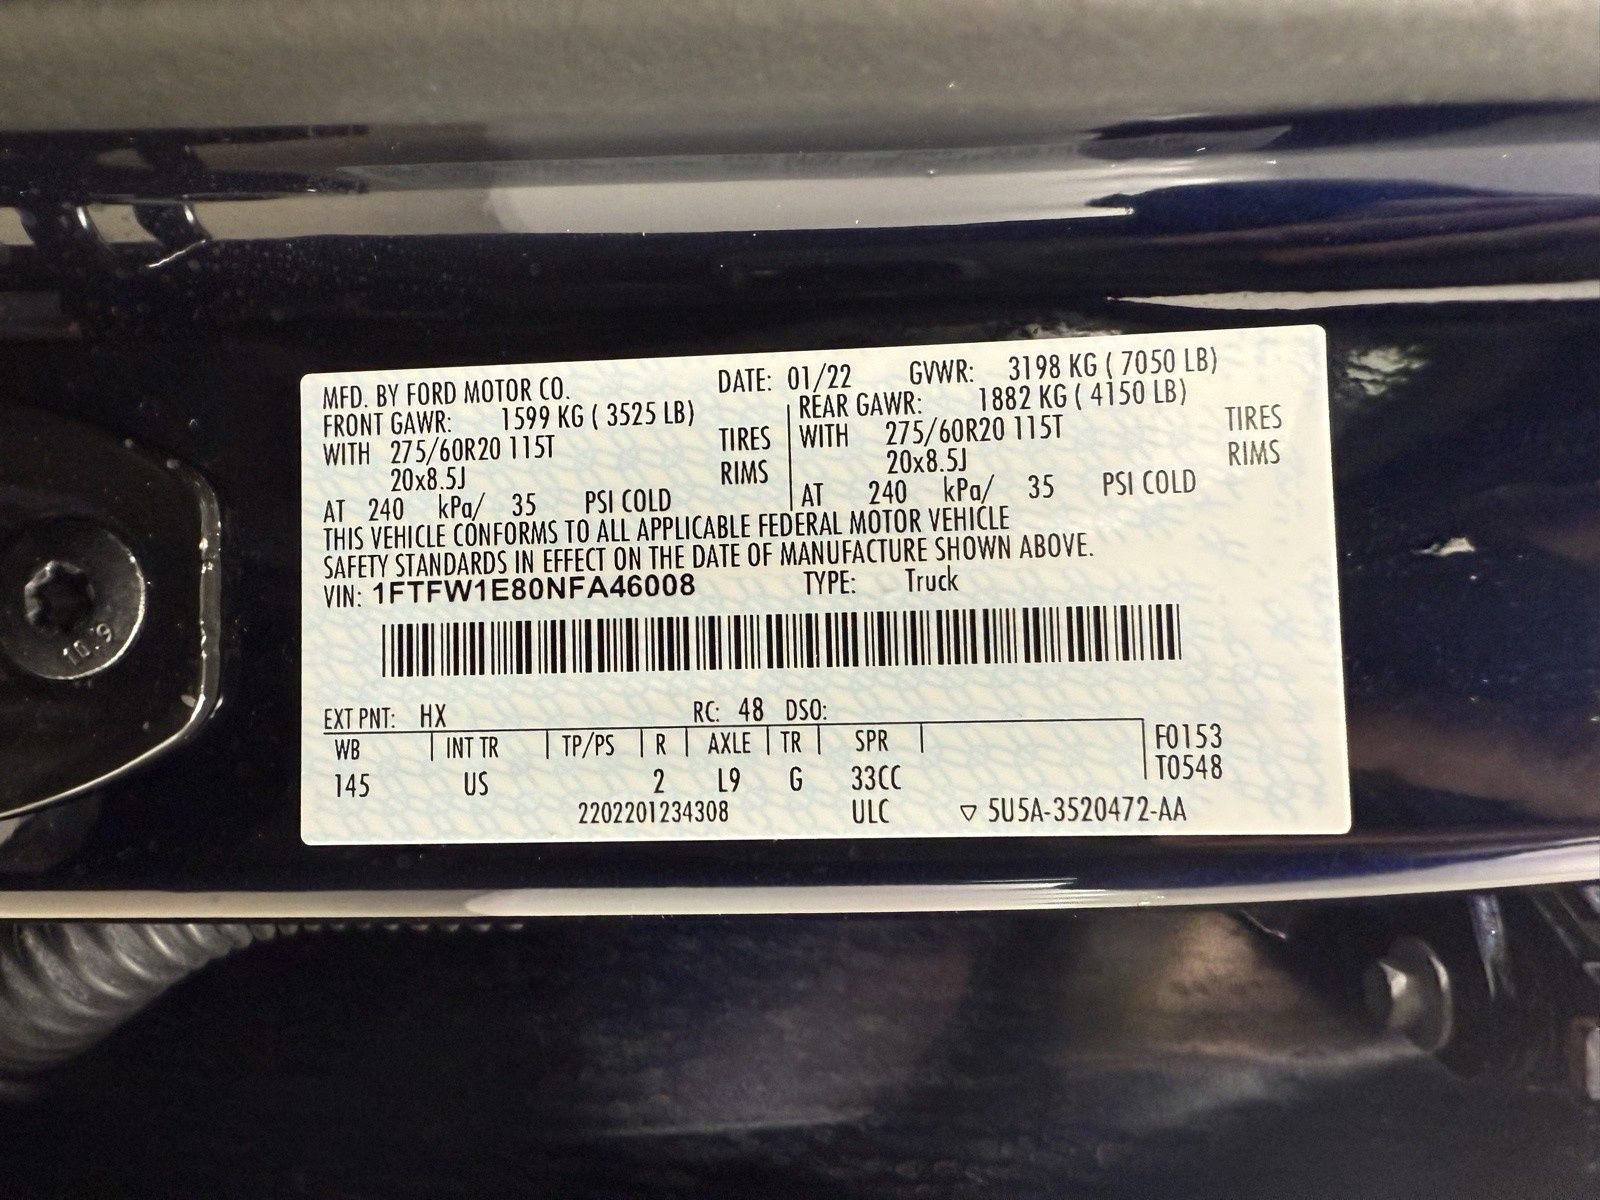 MFD. BY FORD MOTOR CO. DATE: 01/22 GVWR: 3198 KG ( 7050 LB)
FRONT GAWR: 1599 KG ( 3525 LB) REAR GAWR: 1882 KG ( 4150 LB)
WITH 275/60R20 115T TIRES WITH 275/60R20 115T TIRES
20x8.5J RIMS 20x8.5J RIMS
AT 240 kPa/ 35 PSI COLD AT 240 kPa/ 35 PSI COLD
THIS VEHICLE CONFORMS TO ALL APPLICABLE FEDERAL MOTOR VEHICLE
SAFETY STANDARDS IN EFFECT ON THE DATE OF MANUFACTURE SHOWN ABOVE.
VIN: 1FTFW1E80NFA46008 TYPE: Truck
EXT PNT: HX RC: 48 DSO:
WB INT TR TP/PS R AXLE TR SPR F0153
145 US 2 L9 G 33CC T0548
2202201234308 ULC ▽ 5U5A-3520472-AA
10.9